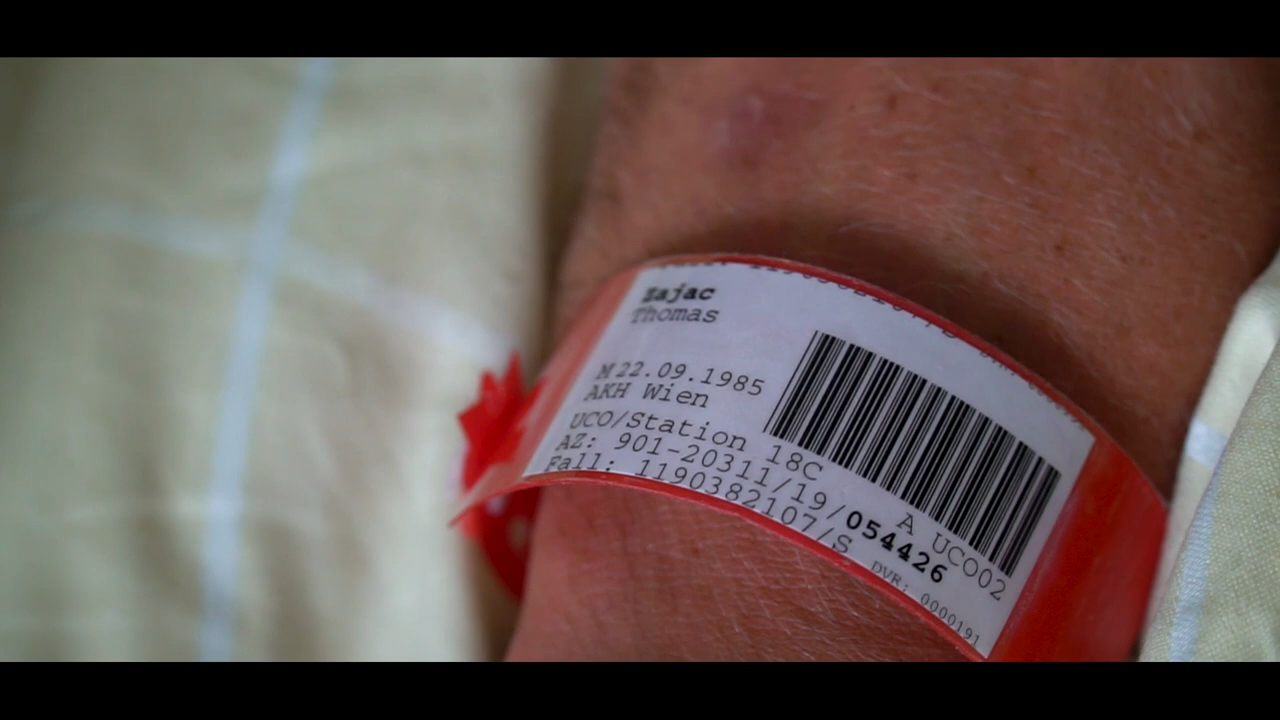 Zajac
Thomas
M 22.09.1985
AKH Wien
UCO/Station 18C
A UCO02
AZ: 901-20311/19/054426
Fall: 1190382107/S
DVR: 0000191